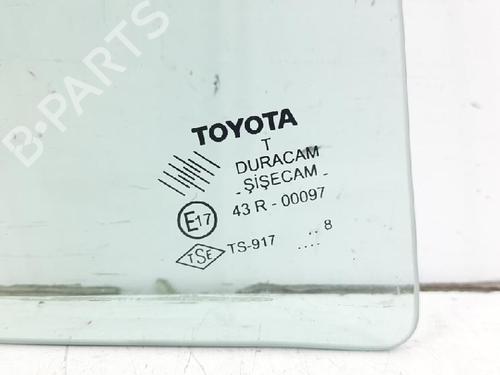 B-PARTS
TOYOTA
T
DURACAM
- ŞİŞECAM -
E17 43 R - 00097
TSE TS-917 .. 8
....